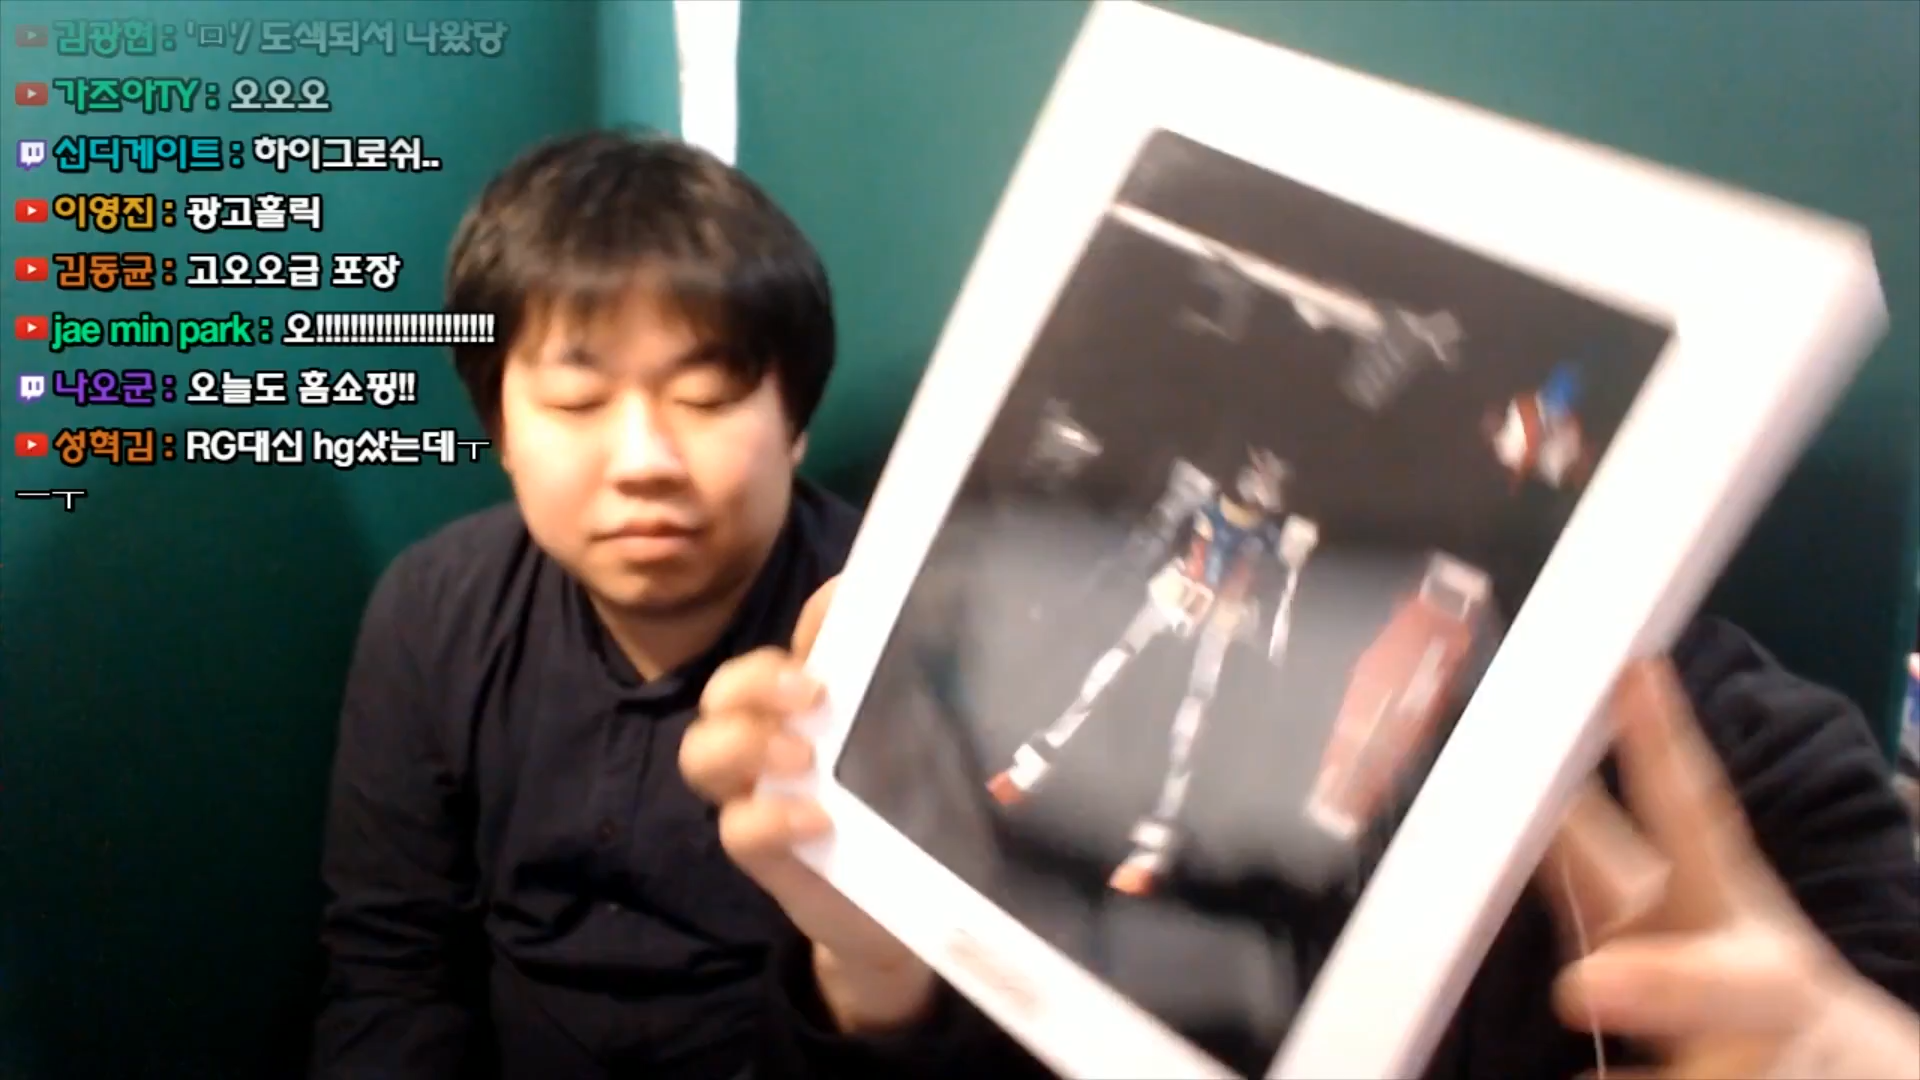 김광현 : 'ㅁ'/ 도색되서 나왔당
가즈아TY : 오오오
신디게이트 : 하이그로쉬..
이영진 : 광고홀릭
김동균 : 고오오급 포장
jae min park : 오!!!!!!!!!!!!!!!!!!!!!!
나오군 : 오늘도 홈쇼핑!!
성혁김 : RG대신 hg샀는데ㅜ
ㅡㅜ